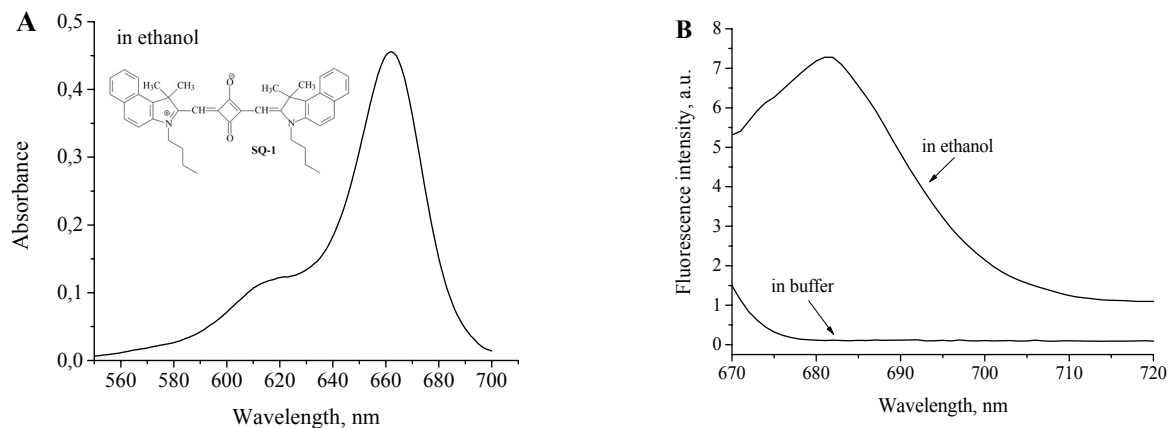 A
in ethanol
0,5
0,4
0,3
0,2
0,1
0,0
Absorbance
H₃C CH₃
H₃C CH₃
O⊖
CH
CH
N⊕
N
O
SQ-1
560 580 600 620 640 660 680 700
Wavelength, nm
B
8
7
6
5
4
3
2
1
0
Fluorescence intensity, a.u.
in ethanol
in buffer
670 680 690 700 710 720
Wavelength, nm